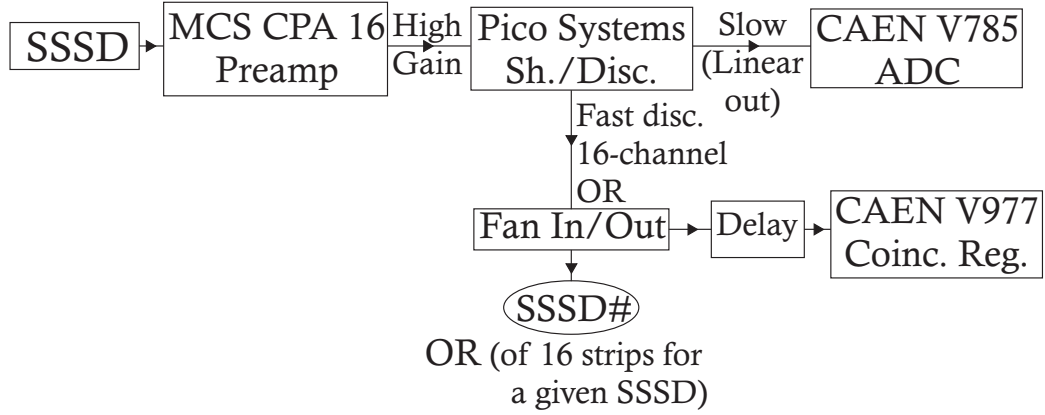 SSSD
MCS CPA 16
Preamp
High
Gain
Pico Systems
Sh./Disc.
Slow
(Linear
out)
CAEN V785
ADC
Fast disc.
16-channel
OR
Fan In/Out
Delay
CAEN V977
Coinc. Reg.
SSSD#
OR (of 16 strips for
a given SSSD)